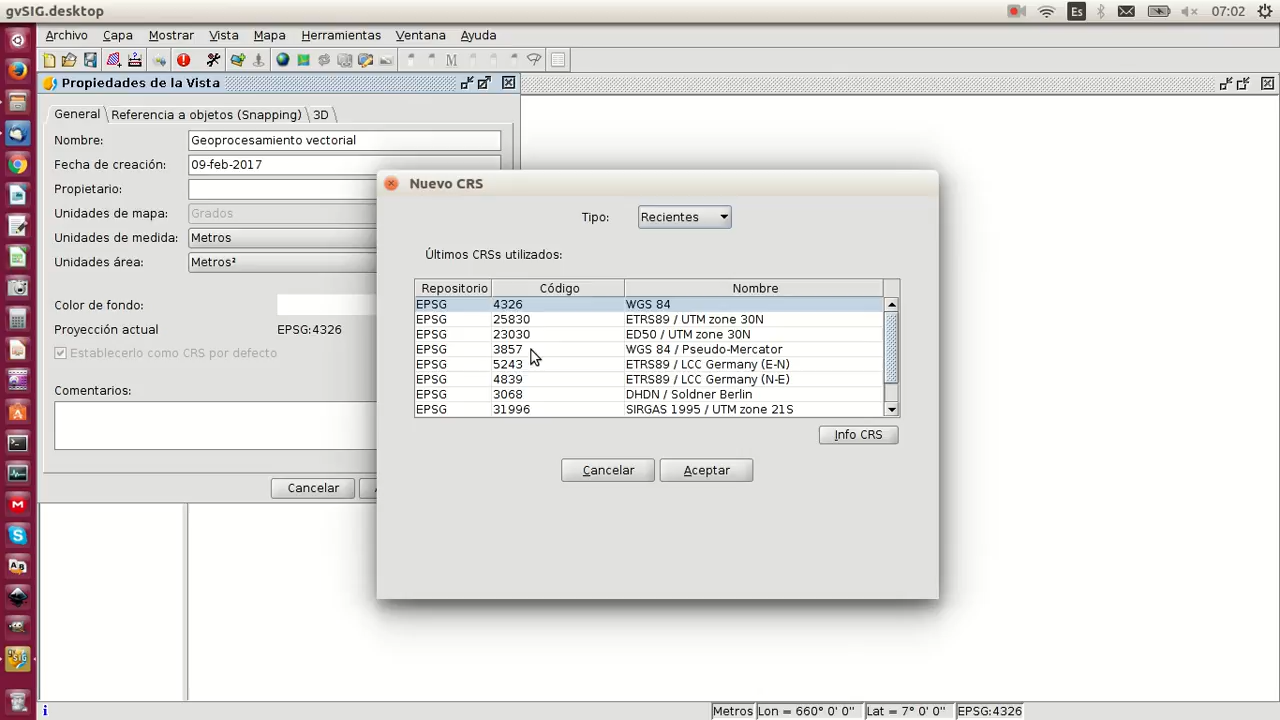 gvSIG.desktop
Es
07:02
Archivo Capa Mostrar Vista Mapa Herramientas Ventana Ayuda
Propiedades de la Vista
General Referencia a objetos (Snapping) 3D
Nombre: Geoprocesamiento vectorial
Fecha de creación: 09-feb-2017
Propietario:
Unidades de mapa: Grados
Unidades de medida: Metros
Unidades área: Metros²
Color de fondo:
Proyección actual EPSG:4326
Establecerlo como CRS por defecto
Comentarios:
Cancelar
Nuevo CRS
Tipo: Recientes
Últimos CRSs utilizados:
Repositorio Código Nombre
EPSG 4326 WGS 84
EPSG 25830 ETRS89 / UTM zone 30N
EPSG 23030 ED50 / UTM zone 30N
EPSG 3857 WGS 84 / Pseudo-Mercator
EPSG 5243 ETRS89 / LCC Germany (E-N)
EPSG 4839 ETRS89 / LCC Germany (N-E)
EPSG 3068 DHDN / Soldner Berlin
EPSG 31996 SIRGAS 1995 / UTM zone 21S
Info CRS
Cancelar Aceptar
Metros Lon = 660° 0' 0" Lat = 7° 0' 0" EPSG:4326